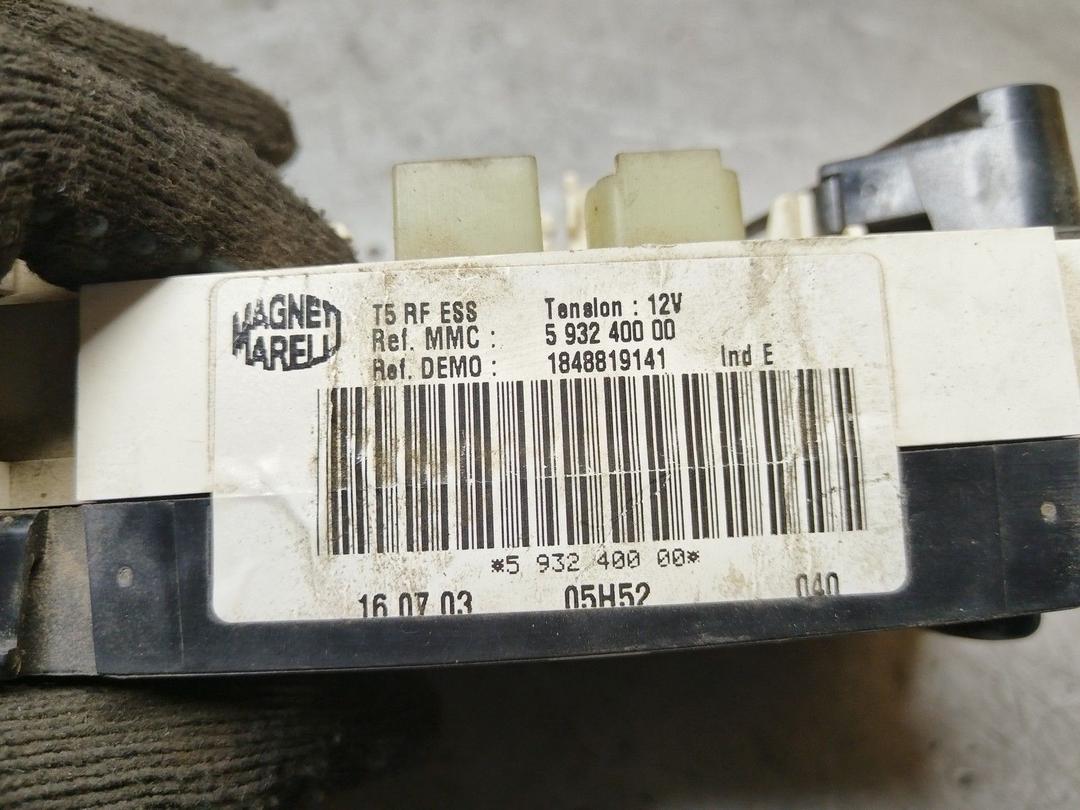 MAGNETI
MARELLI
T5 RF ESS Tension : 12V
Ref. MMC : 5 932 400 00
Ref. DEMO : 1848819141 Ind E
*5 932 400 00*
16.07.03 05H52 040